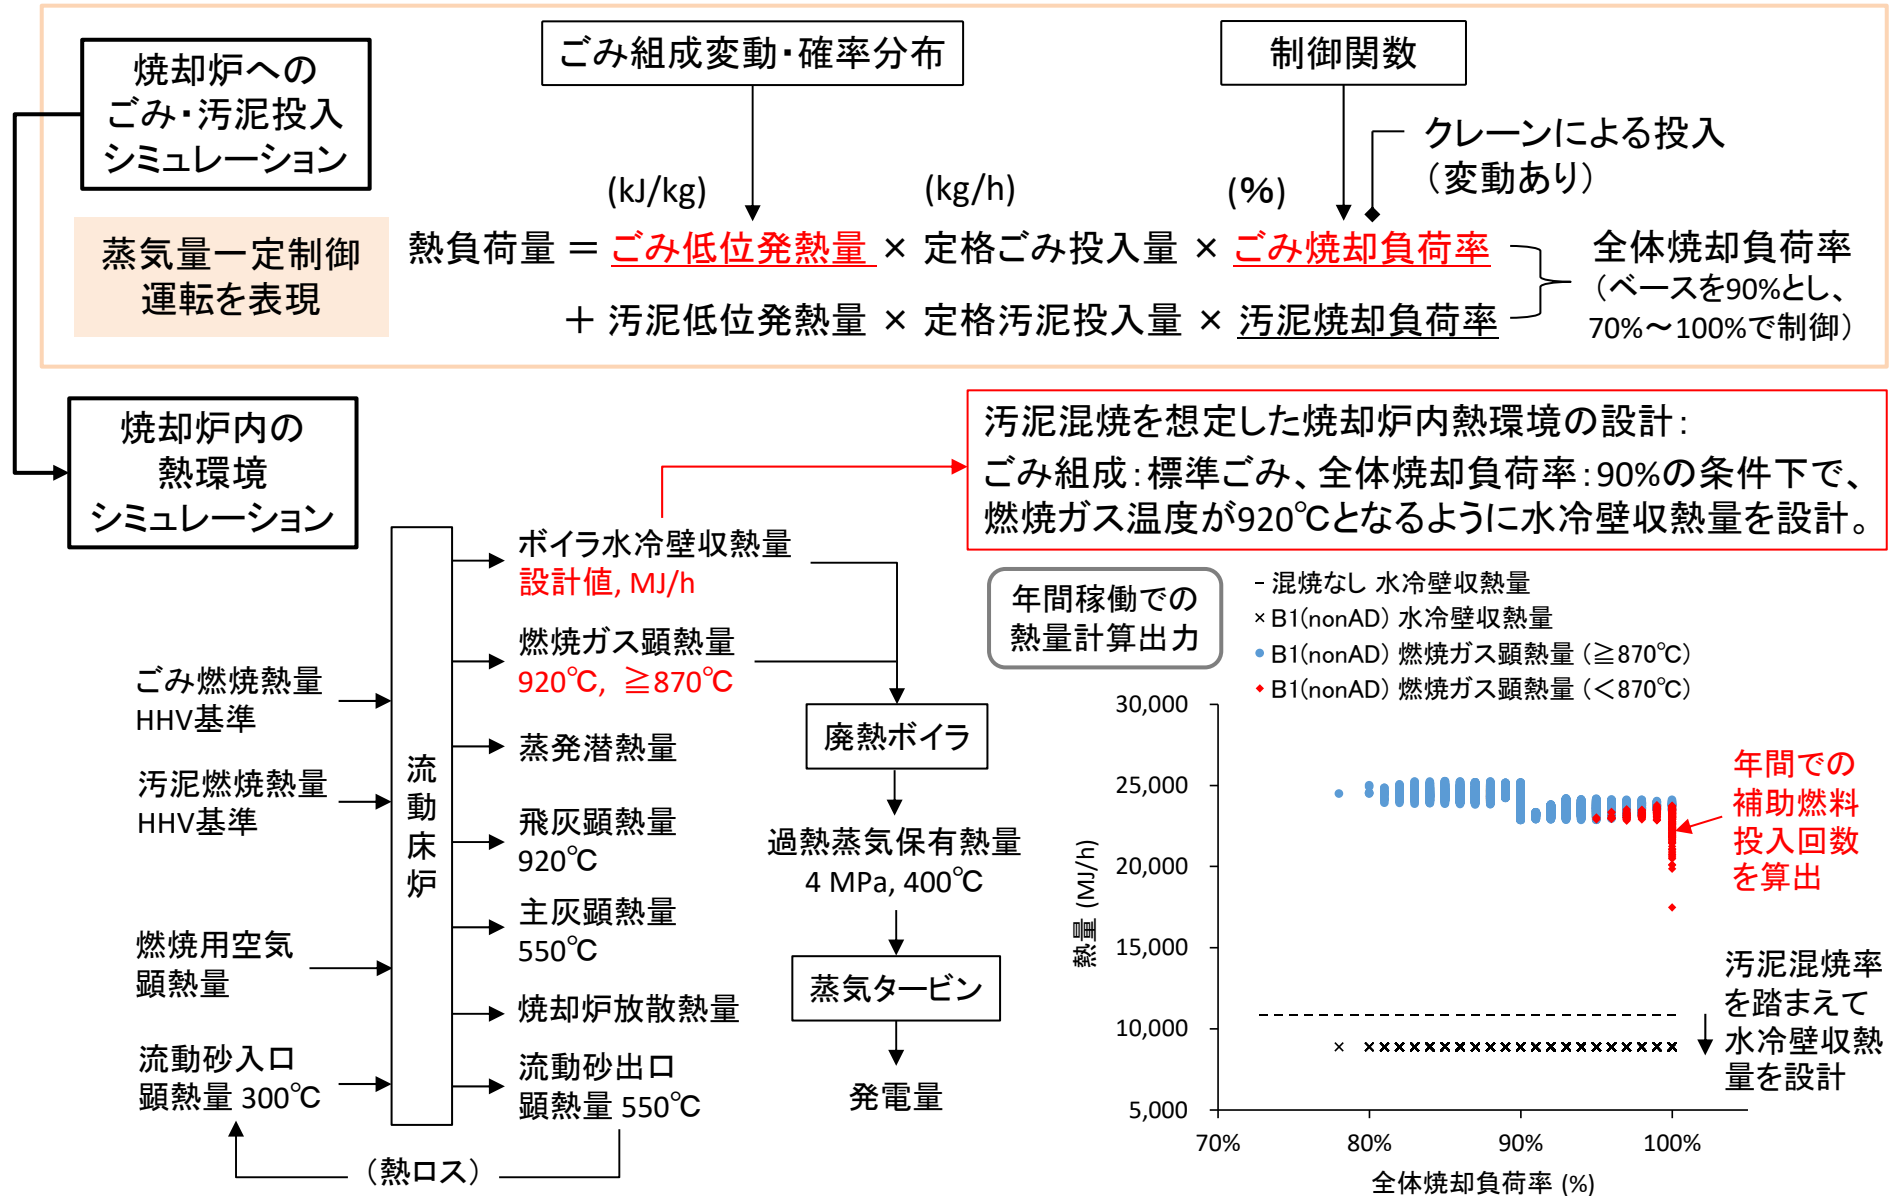 焼却炉への
ごみ・汚泥投入
シミュレーション
ごみ組成変動・確率分布
制御関数
クレーンによる投入
（変動あり）
(kJ/kg)
(kg/h)
(%)
蒸気量一定制御
運転を表現
熱負荷量 ＝ ごみ低位発熱量 × 定格ごみ投入量 × ごみ焼却負荷率
＋ 汚泥低位発熱量 × 定格汚泥投入量 × 汚泥焼却負荷率
全体焼却負荷率
（ベースを90%とし、
70%～100%で制御）
焼却炉内の
熱環境
シミュレーション
汚泥混焼を想定した焼却炉内熱環境の設計：
ごみ組成：標準ごみ、全体焼却負荷率：90%の条件下で、
燃焼ガス温度が920℃となるように水冷壁収熱量を設計。
ごみ燃焼熱量
HHV基準
汚泥燃焼熱量
HHV基準
燃焼用空気
顕熱量
流動砂入口
顕熱量 300℃
流動床炉
ボイラ水冷壁収熱量
設計値, MJ/h
燃焼ガス顕熱量
920℃, ≧870℃
蒸発潜熱量
飛灰顕熱量
920℃
主灰顕熱量
550℃
焼却炉放散熱量
流動砂出口
顕熱量 550℃
（熱ロス）
廃熱ボイラ
過熱蒸気保有熱量
4 MPa, 400℃
蒸気タービン
発電量
年間稼働での
熱量計算出力
- 混焼なし 水冷壁収熱量
× B1(nonAD) 水冷壁収熱量
● B1(nonAD) 燃焼ガス顕熱量（≧870℃）
◆ B1(nonAD) 燃焼ガス顕熱量（＜870℃）
30,000
25,000
20,000
15,000
10,000
5,000
熱量 (MJ/h)
70%
80%
90%
100%
全体焼却負荷率 (%)
年間での
補助燃料
投入回数
を算出
汚泥混焼率
を踏まえて
水冷壁収熱
量を設計